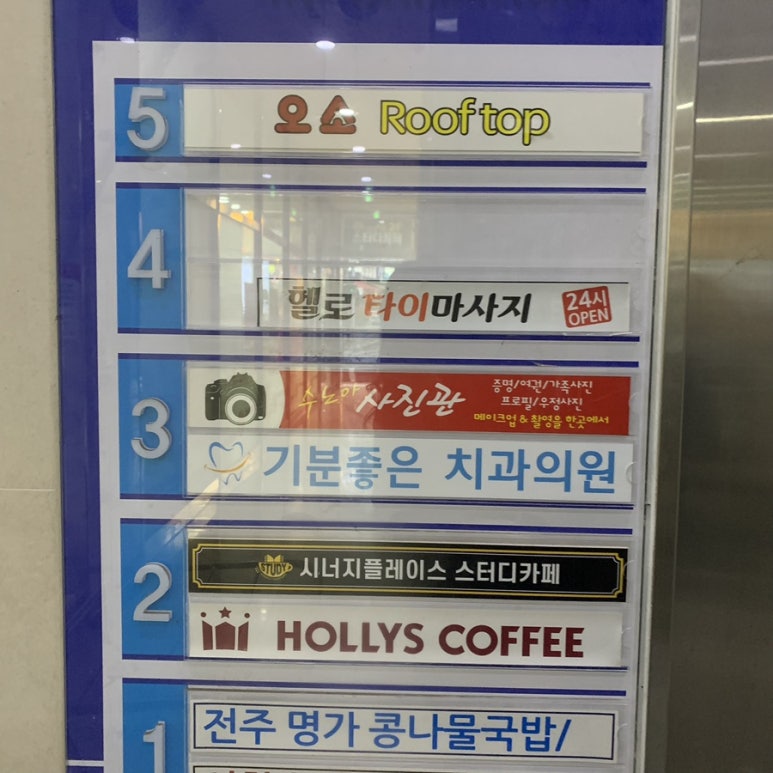 5
오쇼 Rooftop
4
헬로 타이마사지 24시 OPEN
3
수노아 사진관
증명/여권/가족사진
프로필/우정사진
메이크업 & 촬영을 한곳에서
기분좋은 치과의원
2
STUDY 시너지플레이스 스터디카페
HOLLYS COFFEE
1
전주 명가 콩나물국밥/